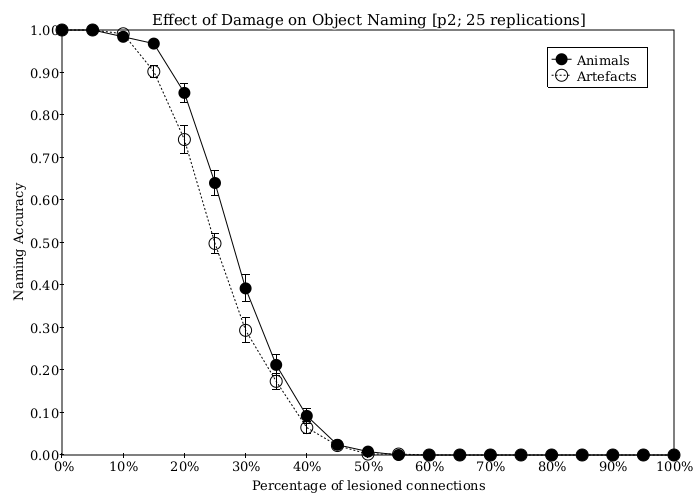 Effect of Damage on Object Naming [p2; 25 replications]
1.00
0.90
0.80
0.70
0.60
0.50
0.40
0.30
0.20
0.10
0.00
Naming Accuracy
Animals
Artefacts
0% 10% 20% 30% 40% 50% 60% 70% 80% 90% 100%
Percentage of lesioned connections